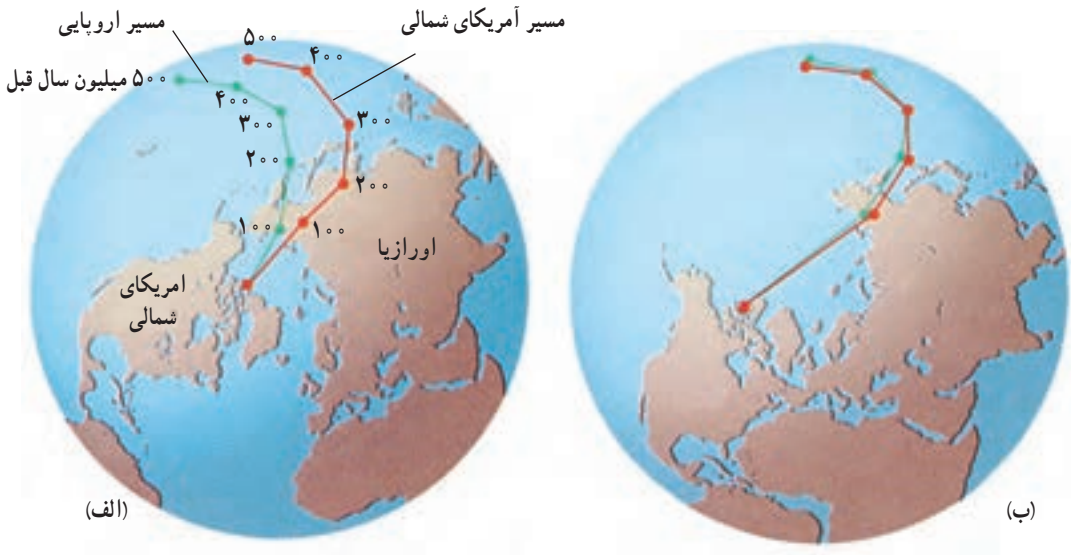 مسیر آمریکای شمالی
مسیر اروپایی
۵۰۰
۴۰۰
۵۰۰ میلیون سال قبل
۴۰۰
۳۰۰
۳۰۰
۲۰۰
۲۰۰
۱۰۰
۱۰۰
اورازیا
امریکای
شمالی
(الف)
(ب)